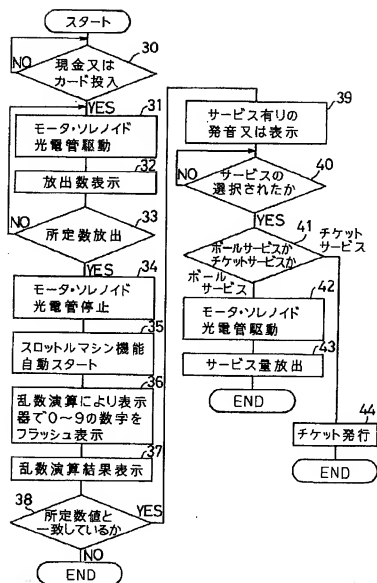 スタート
30
現金又は
カード投入
NO
YES
31
モータ・ソレノイド
光電管駆動
32
放出数表示
33
所定数放出
NO
YES
34
モータ・ソレノイド
光電管停止
35
スロットルマシン機能
自動スタート
36
乱数演算により表示
器で0～9の数字を
フラッシュ表示
37
乱数演算結果表示
38
所定数値と
一致しているか
YES
NO
END
39
サービス有りの
発音又は表示
40
サービスの
選択されたか
NO
YES
41
ボールサービスか
チケットサービスか
チケット
サービス
ボール
サービス
42
モータ・ソレノイド
光電管駆動
43
サービス量放出
END
44
チケット発行
END